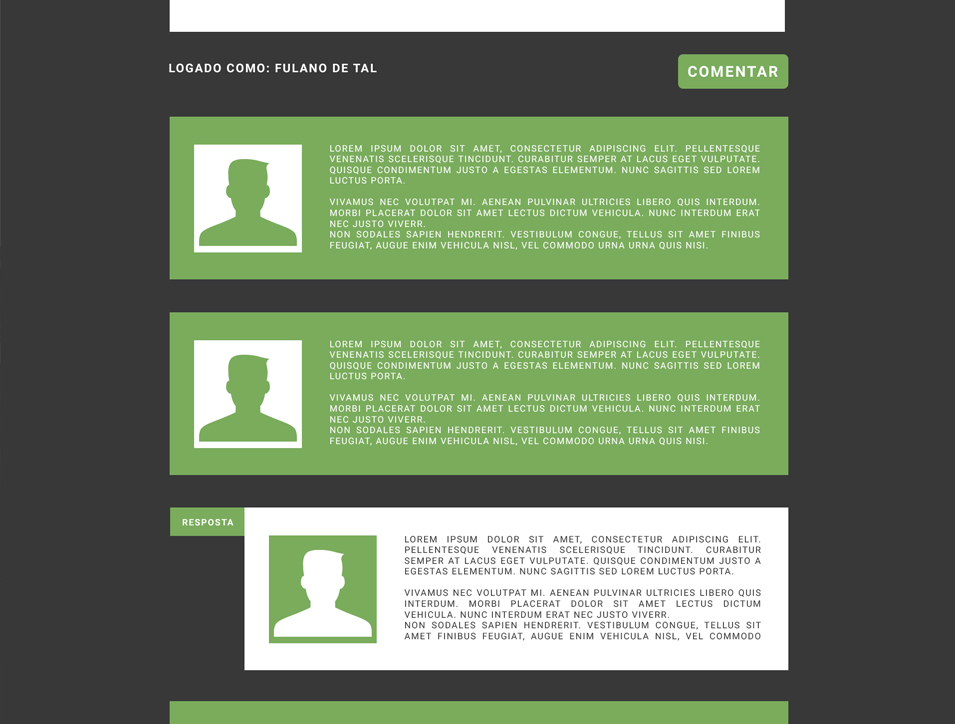 LOGADO COMO: FULANO DE TAL
COMENTAR
LOREM IPSUM DOLOR SIT AMET, CONSECTETUR ADIPISCING ELIT. PELLENTESQUE
VENENATIS SCELERISQUE TINCIDUNT. CURABITUR SEMPER AT LACUS EGET VULPUTATE.
QUISQUE CONDIMENTUM JUSTO A EGESTAS ELEMENTUM. NUNC SAGITTIS SED LOREM
LUCTUS PORTA.
VIVAMUS NEC VOLUTPAT MI. AENEAN PULVINAR ULTRICIES LIBERO QUIS INTERDUM.
MORBI PLACERAT DOLOR SIT AMET LECTUS DICTUM VEHICULA. NUNC INTERDUM ERAT
NEC JUSTO VIVERR.
NON SODALES SAPIEN HENDRERIT. VESTIBULUM CONGUE, TELLUS SIT AMET FINIBUS
FEUGIAT, AUGUE ENIM VEHICULA NISL, VEL COMMODO URNA URNA QUIS NISI.
LOREM IPSUM DOLOR SIT AMET, CONSECTETUR ADIPISCING ELIT. PELLENTESQUE
VENENATIS SCELERISQUE TINCIDUNT. CURABITUR SEMPER AT LACUS EGET VULPUTATE.
QUISQUE CONDIMENTUM JUSTO A EGESTAS ELEMENTUM. NUNC SAGITTIS SED LOREM
LUCTUS PORTA.
VIVAMUS NEC VOLUTPAT MI. AENEAN PULVINAR ULTRICIES LIBERO QUIS INTERDUM.
MORBI PLACERAT DOLOR SIT AMET LECTUS DICTUM VEHICULA. NUNC INTERDUM ERAT
NEC JUSTO VIVERR.
NON SODALES SAPIEN HENDRERIT. VESTIBULUM CONGUE, TELLUS SIT AMET FINIBUS
FEUGIAT, AUGUE ENIM VEHICULA NISL, VEL COMMODO URNA URNA QUIS NISI.
RESPOSTA
LOREM IPSUM DOLOR SIT AMET, CONSECTETUR ADIPISCING ELIT.
PELLENTESQUE VENENATIS SCELERISQUE TINCIDUNT. CURABITUR
SEMPER AT LACUS EGET VULPUTATE. QUISQUE CONDIMENTUM JUSTO A
EGESTAS ELEMENTUM. NUNC SAGITTIS SED LOREM LUCTUS PORTA.
VIVAMUS NEC VOLUTPAT MI. AENEAN PULVINAR ULTRICIES LIBERO QUIS
INTERDUM. MORBI PLACERAT DOLOR SIT AMET LECTUS DICTUM
VEHICULA. NUNC INTERDUM ERAT NEC JUSTO VIVERR.
NON SODALES SAPIEN HENDRERIT. VESTIBULUM CONGUE, TELLUS SIT
AMET FINIBUS FEUGIAT, AUGUE ENIM VEHICULA NISL, VEL COMMODO